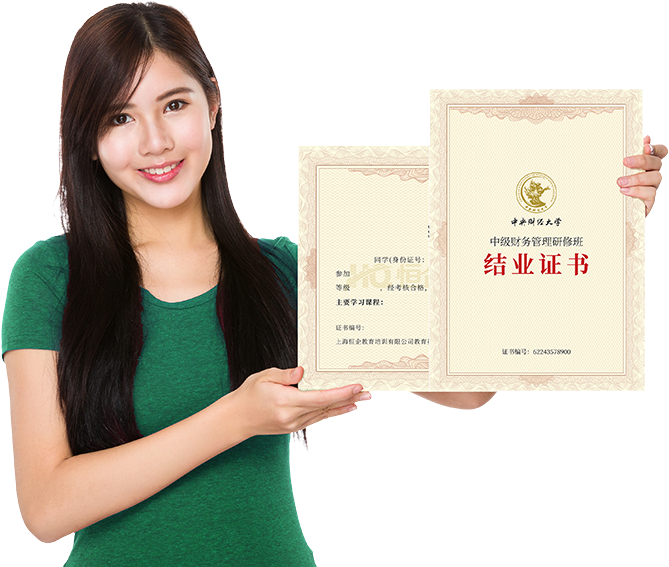 同学(身份证号:
参加
等级 ,经考核合格,
主要学习课程:
证书编号:
上海恒企教育培训有限公司教育
HQ 恒
中央财经大学
中级财务管理研修班
结业证书
证书编号: 62243578900